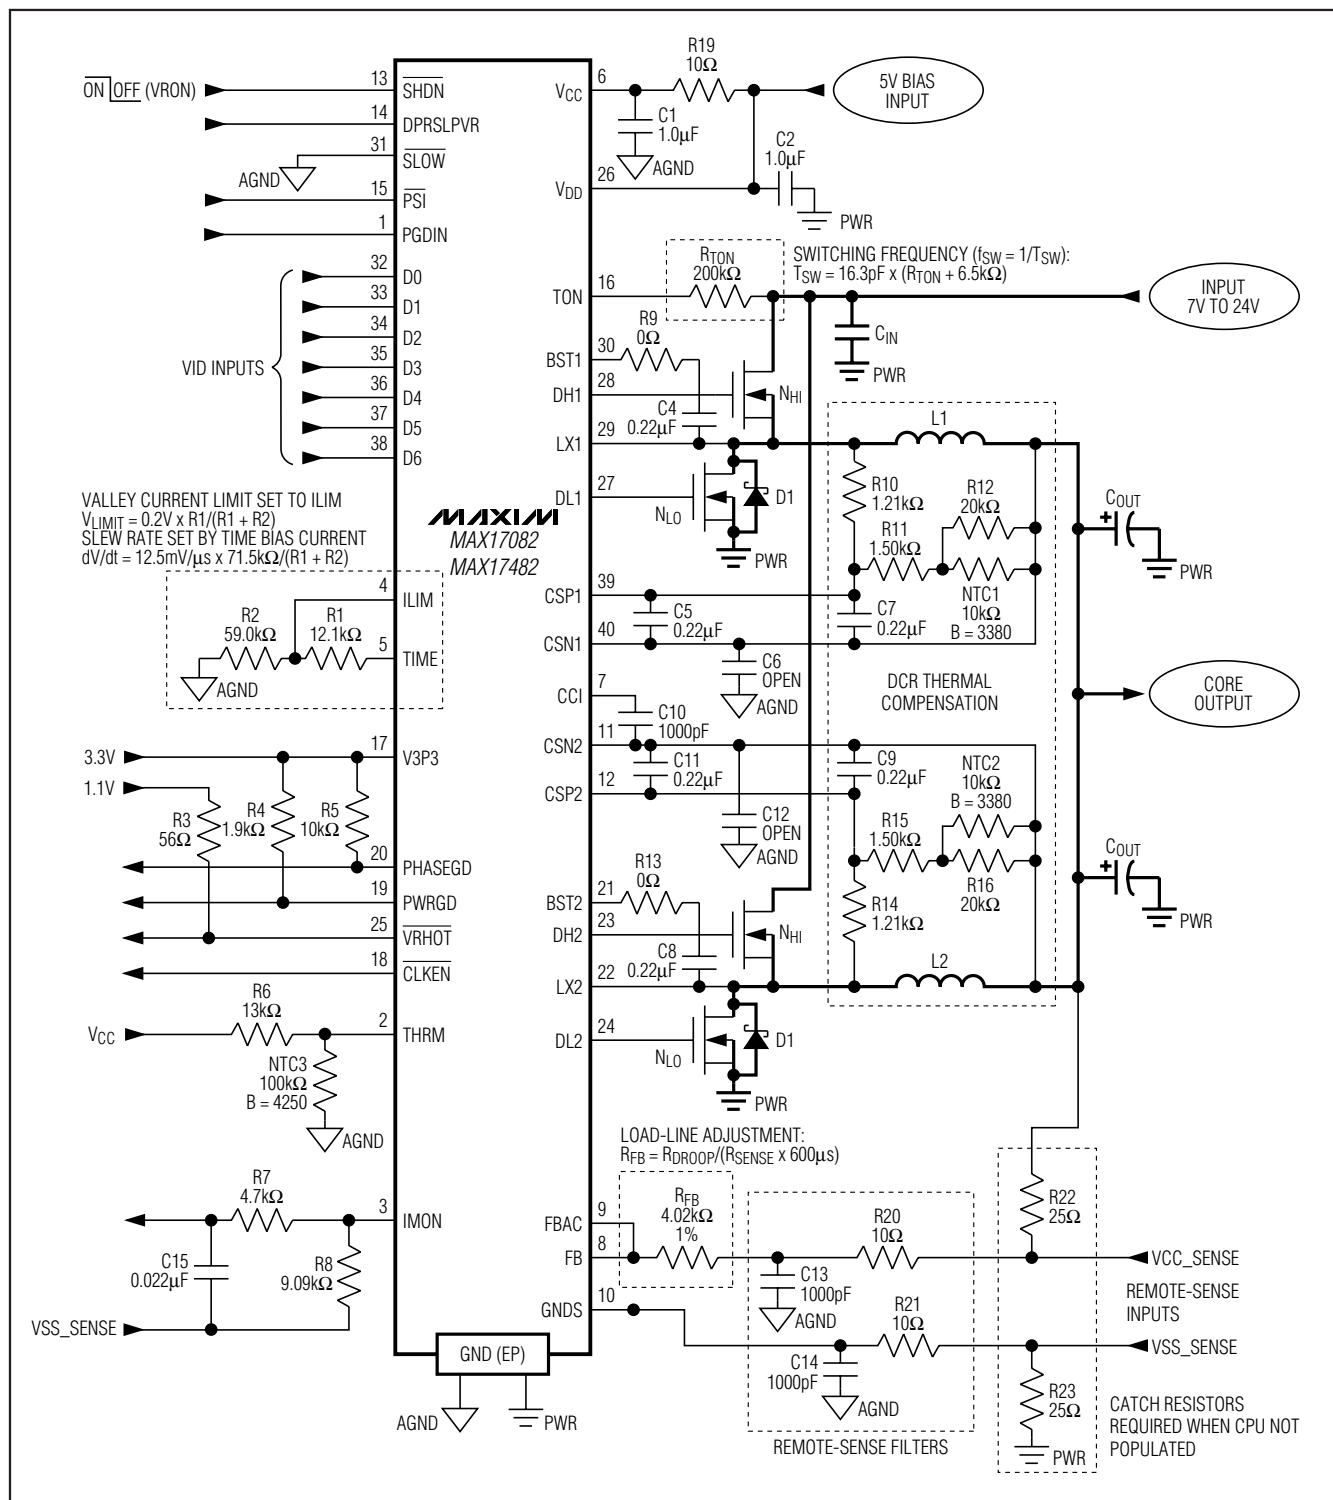 ON OFF (VRON)
13
SHDN
14
DPRSLPVR
31
SLOW
AGND
15
PSI
1
PGDIN
32
D0
33
D1
34
D2
35
D3
36
D4
37
D5
38
D6
VID INPUTS
VALLEY CURRENT LIMIT SET TO ILIM
VLIMIT = 0.2V x R1/(R1 + R2)
SLEW RATE SET BY TIME BIAS CURRENT
dV/dt = 12.5mV/μs x 71.5kΩ/(R1 + R2)
4
ILIM
R2
59.0kΩ
R1
12.1kΩ
5
TIME
AGND
3.3V
17
V3P3
1.1V
R3
56Ω
R4
1.9kΩ
R5
10kΩ
20
PHASEGD
19
PWRGD
25
VRHOT
18
CLKEN
R6
13kΩ
VCC
2
THRM
NTC3
100kΩ
B = 4250
AGND
R7
4.7kΩ
3
IMON
C15
0.022μF
R8
9.09kΩ
VSS_SENSE
GND (EP)
AGND
PWR
MAXIM
MAX17082
MAX17482
6
VCC
R19
10Ω
5V BIAS
INPUT
C1
1.0μF
AGND
C2
1.0μF
26
VDD
PWR
RTON
200kΩ
SWITCHING FREQUENCY (fSW = 1/TSW):
TSW = 16.3pF x (RTON + 6.5kΩ)
16
TON
INPUT
7V TO 24V
CIN
PWR
R9
0Ω
30
BST1
28
DH1
NHI
C4
0.22μF
29
LX1
L1
27
DL1
NLO
D1
PWR
R10
1.21kΩ
R11
1.50kΩ
R12
20kΩ
NTC1
10kΩ
B = 3380
COUT
PWR
39
CSP1
C5
0.22μF
C7
0.22μF
40
CSN1
C6
OPEN
AGND
7
CCI
C10
1000pF
DCR THERMAL
COMPENSATION
CORE
OUTPUT
11
CSN2
C11
0.22μF
C9
0.22μF
NTC2
10kΩ
B = 3380
12
CSP2
C12
OPEN
AGND
R15
1.50kΩ
R16
20kΩ
R14
1.21kΩ
COUT
PWR
R13
0Ω
21
BST2
23
DH2
NHI
C8
0.22μF
22
LX2
L2
24
DL2
NLO
D1
PWR
LOAD-LINE ADJUSTMENT:
RFB = RDROOP/(RSENSE x 600μs)
9
FBAC
RFB
4.02kΩ
1%
8
FB
R20
10Ω
R22
25Ω
VCC_SENSE
C13
1000pF
AGND
10
GNDS
R21
10Ω
REMOTE-SENSE
INPUTS
VSS_SENSE
C14
1000pF
AGND
R23
25Ω
PWR
REMOTE-SENSE FILTERS
CATCH RESISTORS
REQUIRED WHEN CPU NOT
POPULATED